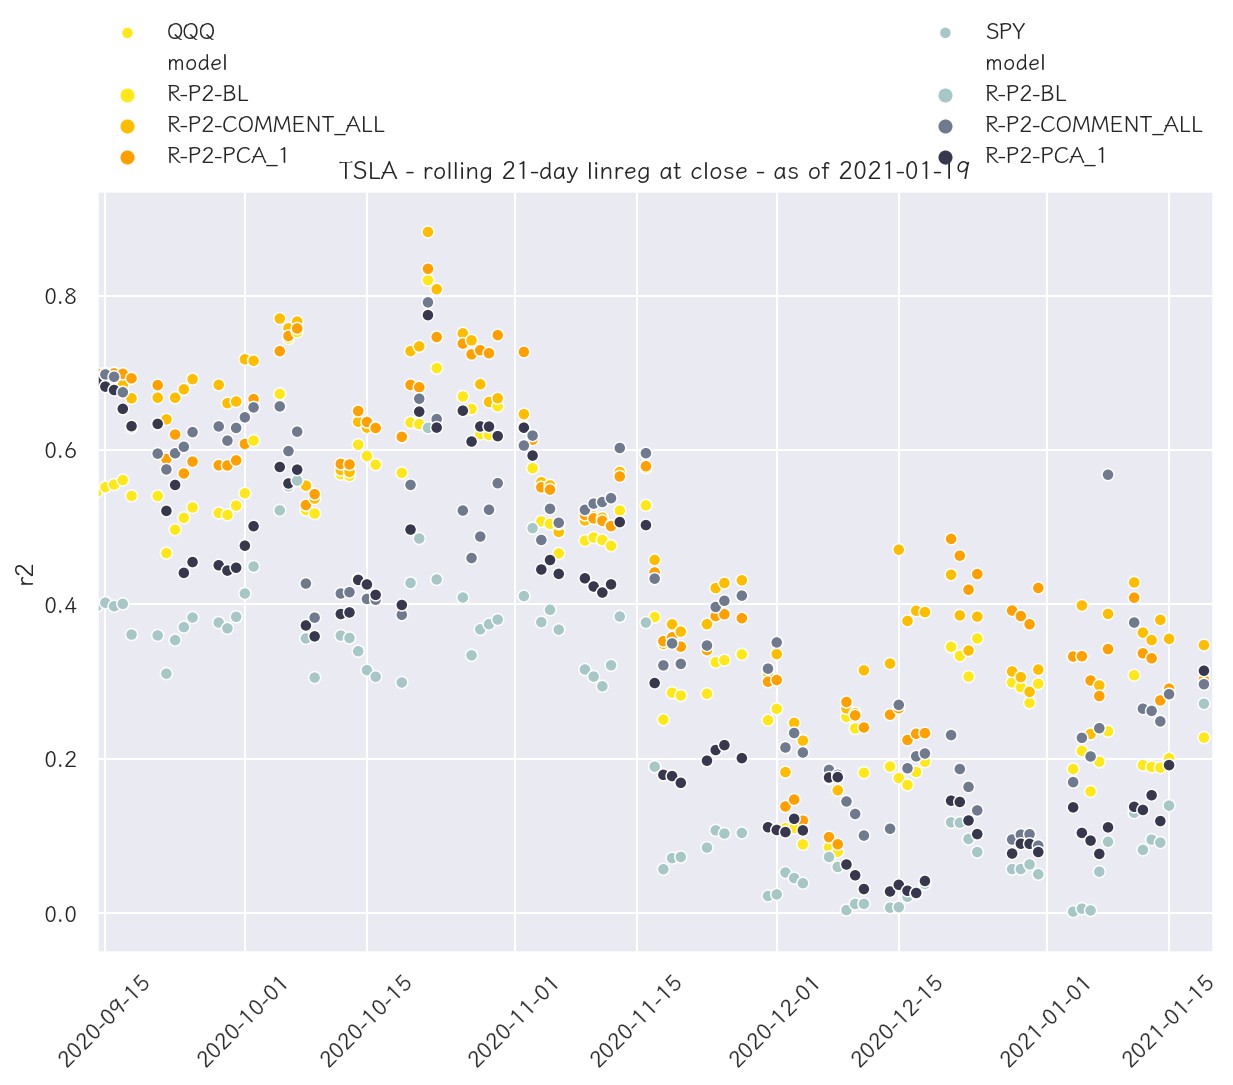 QQQ
model
R-P2-BL
R-P2-COMMENT_ALL
R-P2-PCA_1
SPY
model
R-P2-BL
R-P2-COMMENT_ALL
R-P2-PCA_1
TSLA - rolling 21-day linreg at close - as of 2021-01-19
r2
0.8
0.6
0.4
0.2
0.0
2020-09-15
2020-10-01
2020-10-15
2020-11-01
2020-11-15
2020-12-01
2020-12-15
2021-01-01
2021-01-15